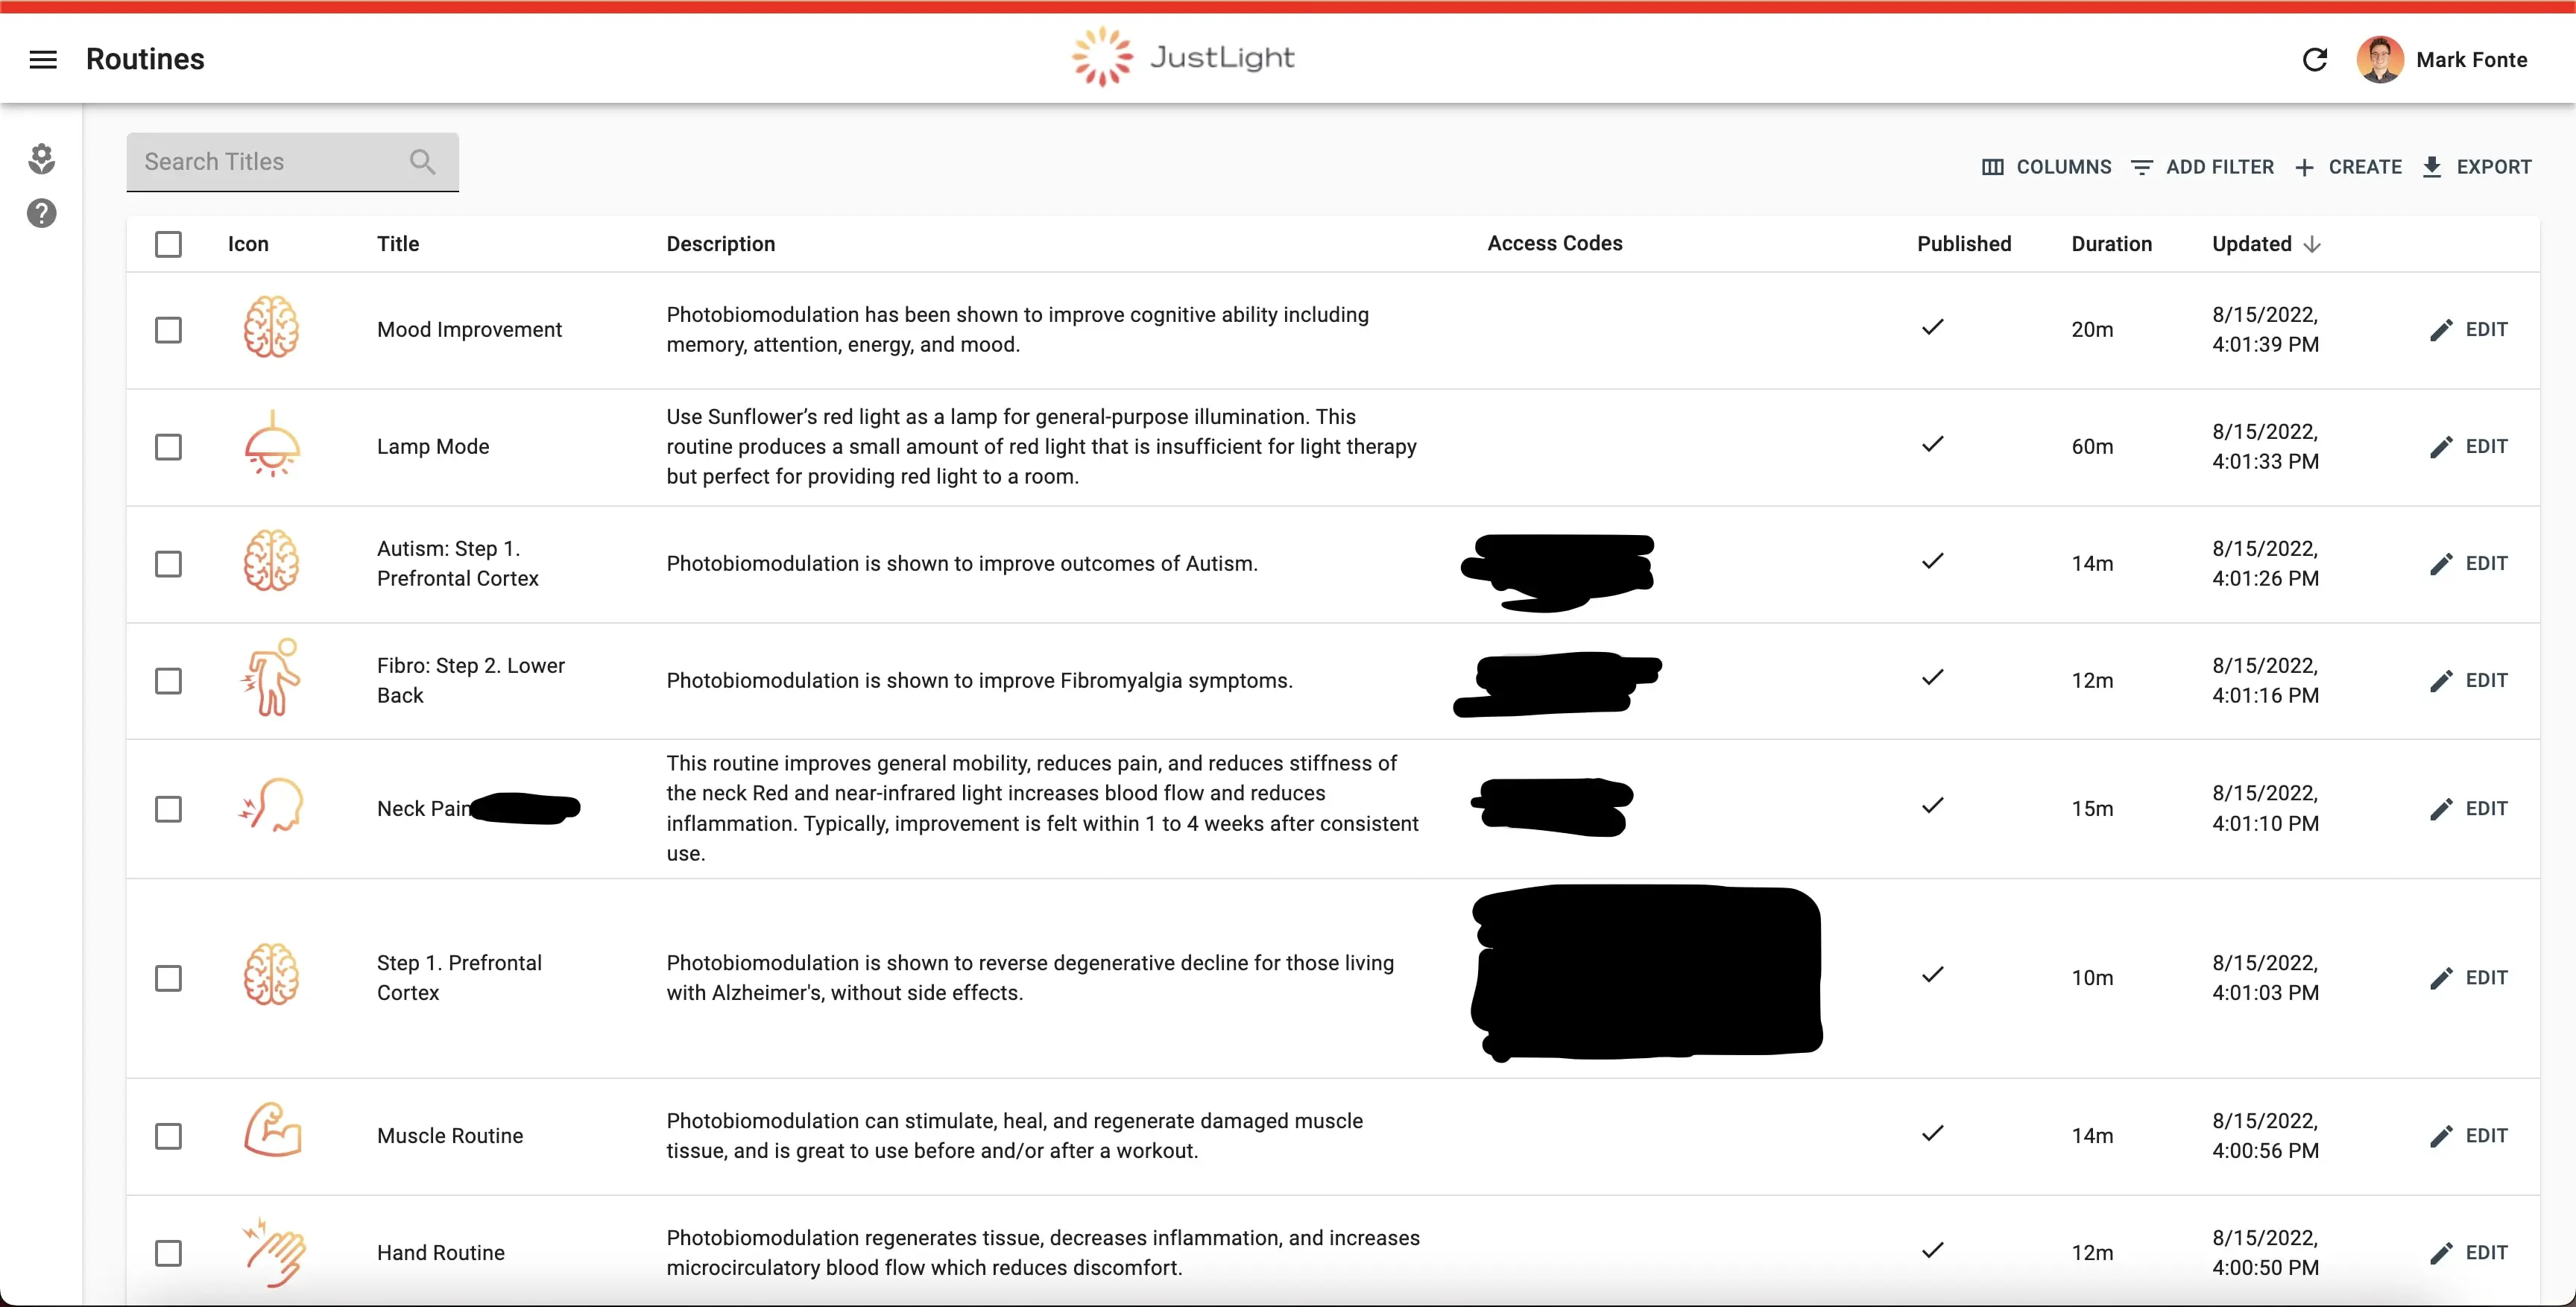 Routines
JustLight
Mark Fonte
Search Titles
COLUMNS
ADD FILTER
CREATE
EXPORT
Icon
Title
Description
Access Codes
Published
Duration
Updated
Mood Improvement
Photobiomodulation has been shown to improve cognitive ability including
memory, attention, energy, and mood.
20m
8/15/2022,
4:01:39 PM
EDIT
Lamp Mode
Use Sunflower’s red light as a lamp for general-purpose illumination. This
routine produces a small amount of red light that is insufficient for light therapy
but perfect for providing red light to a room.
60m
8/15/2022,
4:01:33 PM
EDIT
Autism: Step 1.
Prefrontal Cortex
Photobiomodulation is shown to improve outcomes of Autism.
14m
8/15/2022,
4:01:26 PM
EDIT
Fibro: Step 2. Lower
Back
Photobiomodulation is shown to improve Fibromyalgia symptoms.
12m
8/15/2022,
4:01:16 PM
EDIT
Neck Pain
This routine improves general mobility, reduces pain, and reduces stiffness of
the neck Red and near-infrared light increases blood flow and reduces
inflammation. Typically, improvement is felt within 1 to 4 weeks after consistent
use.
15m
8/15/2022,
4:01:10 PM
EDIT
Step 1. Prefrontal
Cortex
Photobiomodulation is shown to reverse degenerative decline for those living
with Alzheimer's, without side effects.
10m
8/15/2022,
4:01:03 PM
EDIT
Muscle Routine
Photobiomodulation can stimulate, heal, and regenerate damaged muscle
tissue, and is great to use before and/or after a workout.
14m
8/15/2022,
4:00:56 PM
EDIT
Hand Routine
Photobiomodulation regenerates tissue, decreases inflammation, and increases
microcirculatory blood flow which reduces discomfort.
12m
8/15/2022,
4:00:50 PM
EDIT